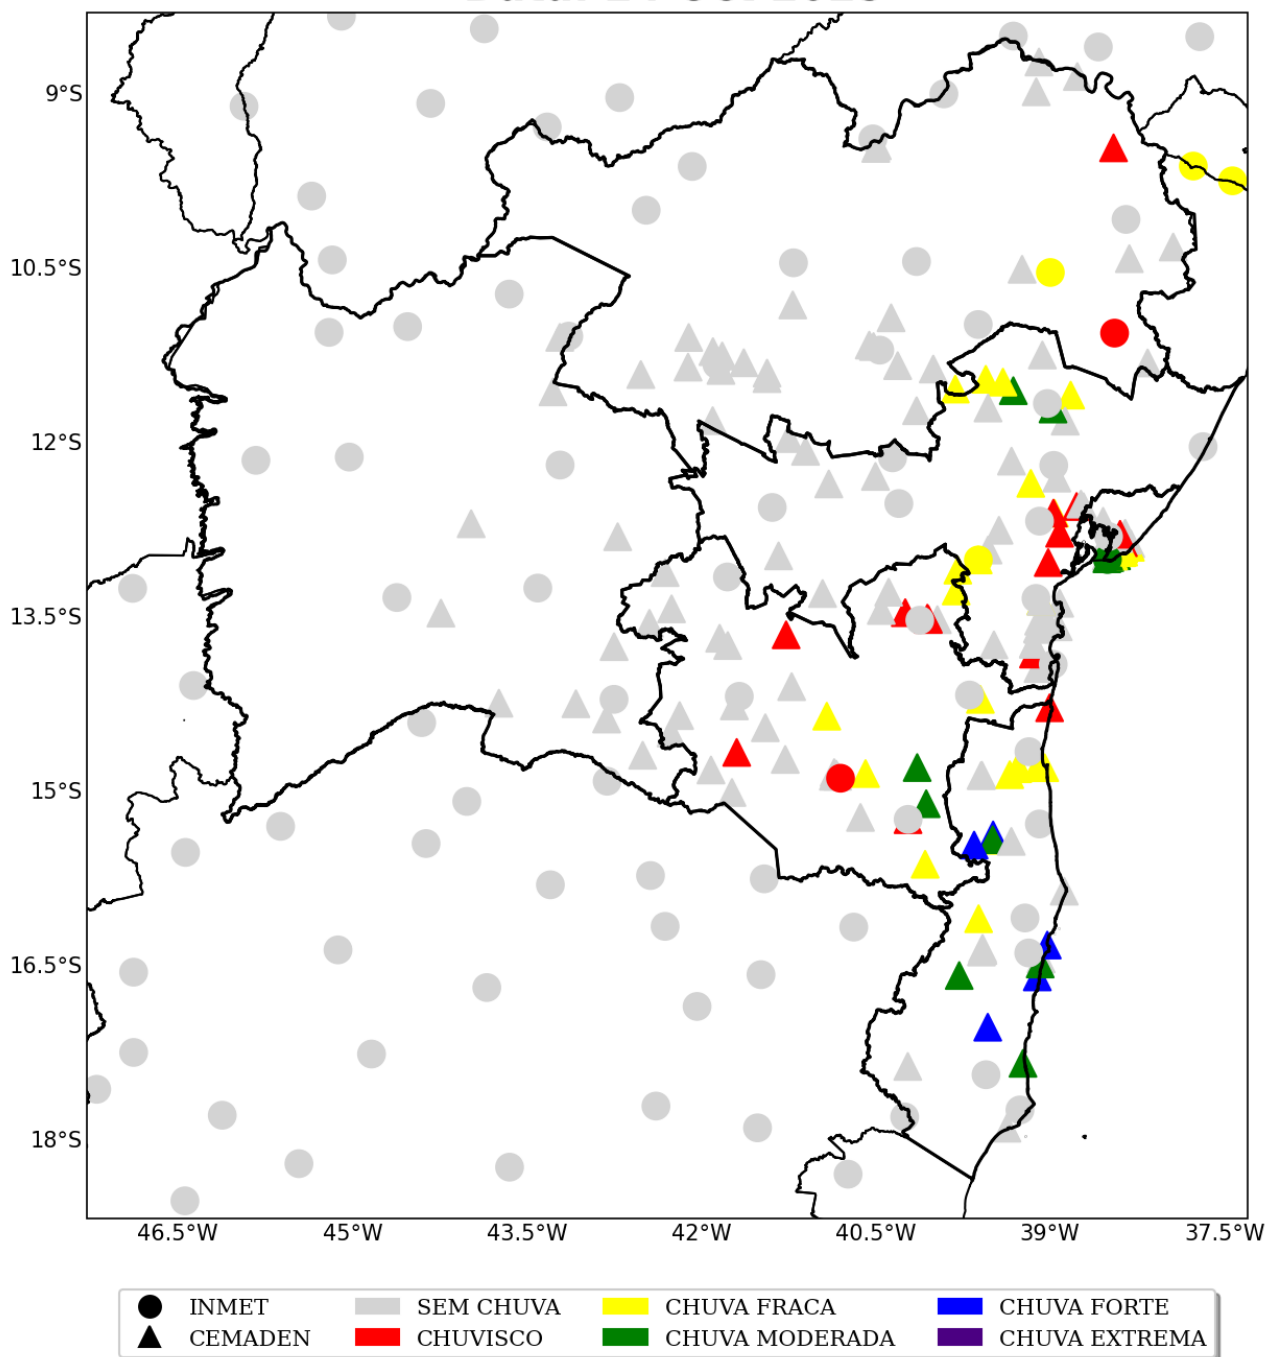 9°S
10.5°S
12°S
13.5°S
15°S
16.5°S
18°S
46.5°W 45°W 43.5°W 42°W 40.5°W 39°W 37.5°W
INMET SEM CHUVA CHUVA FRACA CHUVA FORTE
CEMADEN CHUVISCO CHUVA MODERADA CHUVA EXTREMA